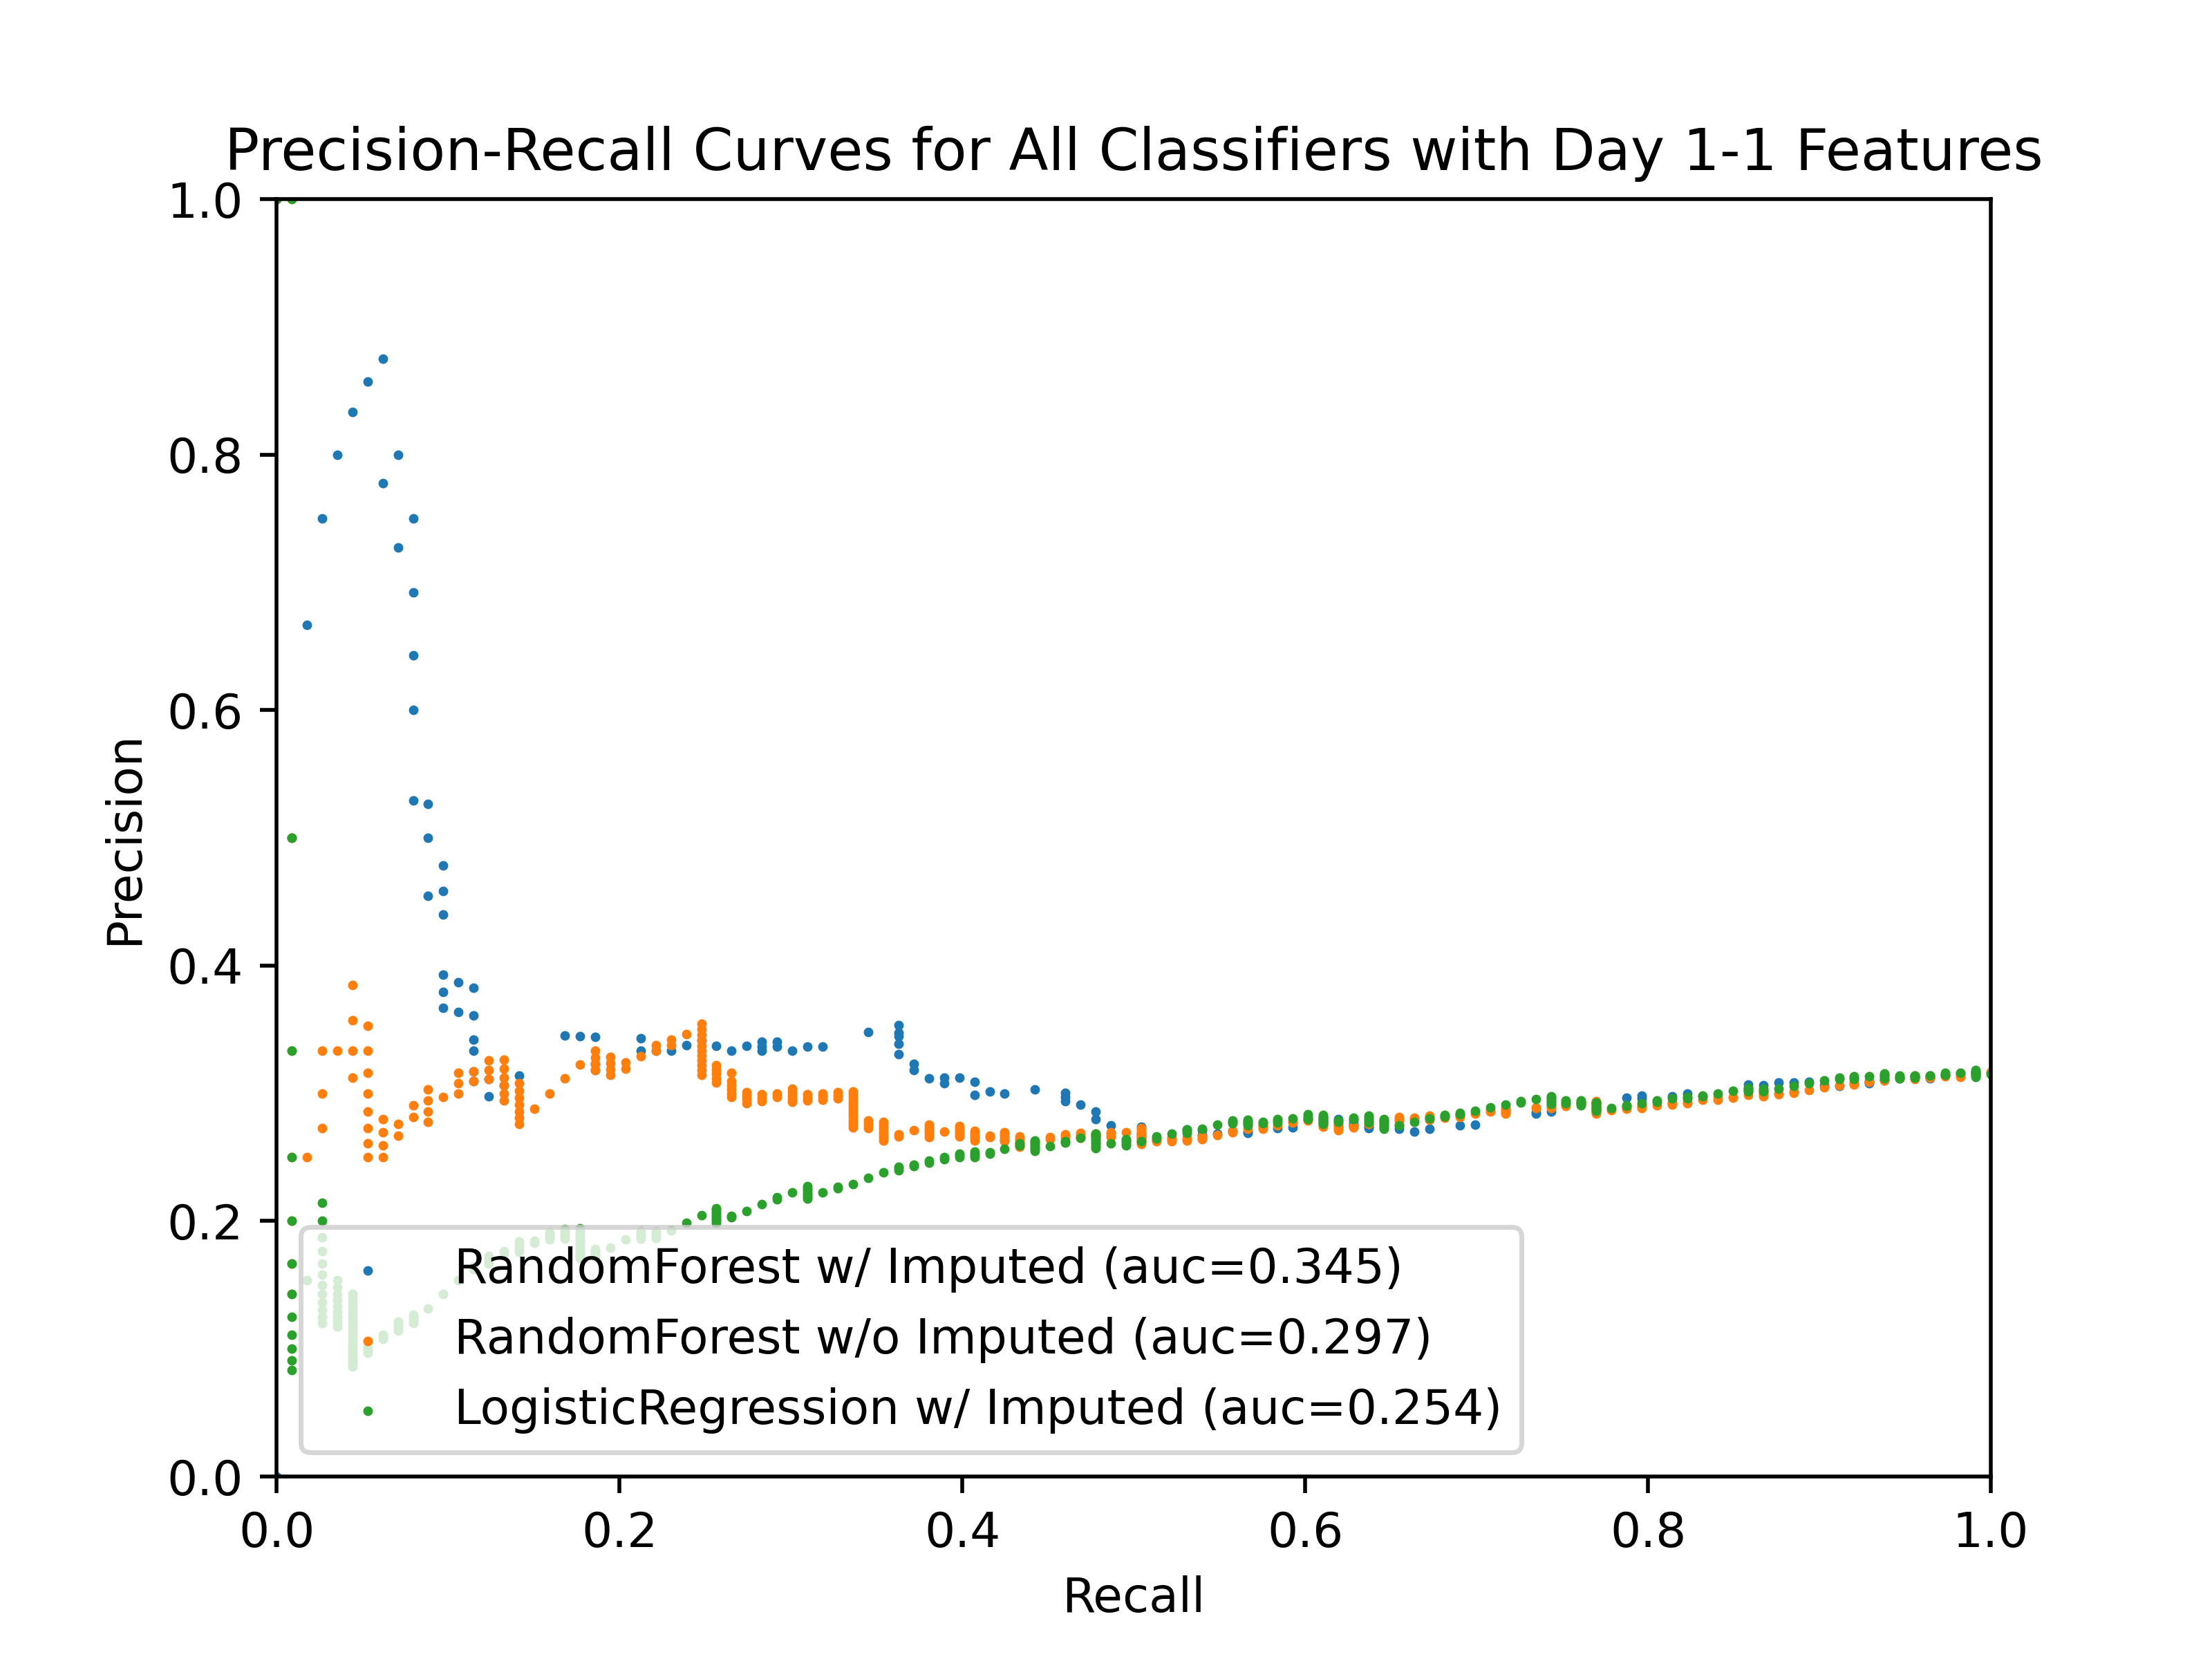 Precision-Recall Curves for All Classifiers with Day 1-1 Features
1.0
0.8
0.6
0.4
0.2
0.0
Precision
RandomForest w/ Imputed (auc=0.345)
RandomForest w/o Imputed (auc=0.297)
LogisticRegression w/ Imputed (auc=0.254)
0.0 0.2 0.4 0.6 0.8 1.0
Recall